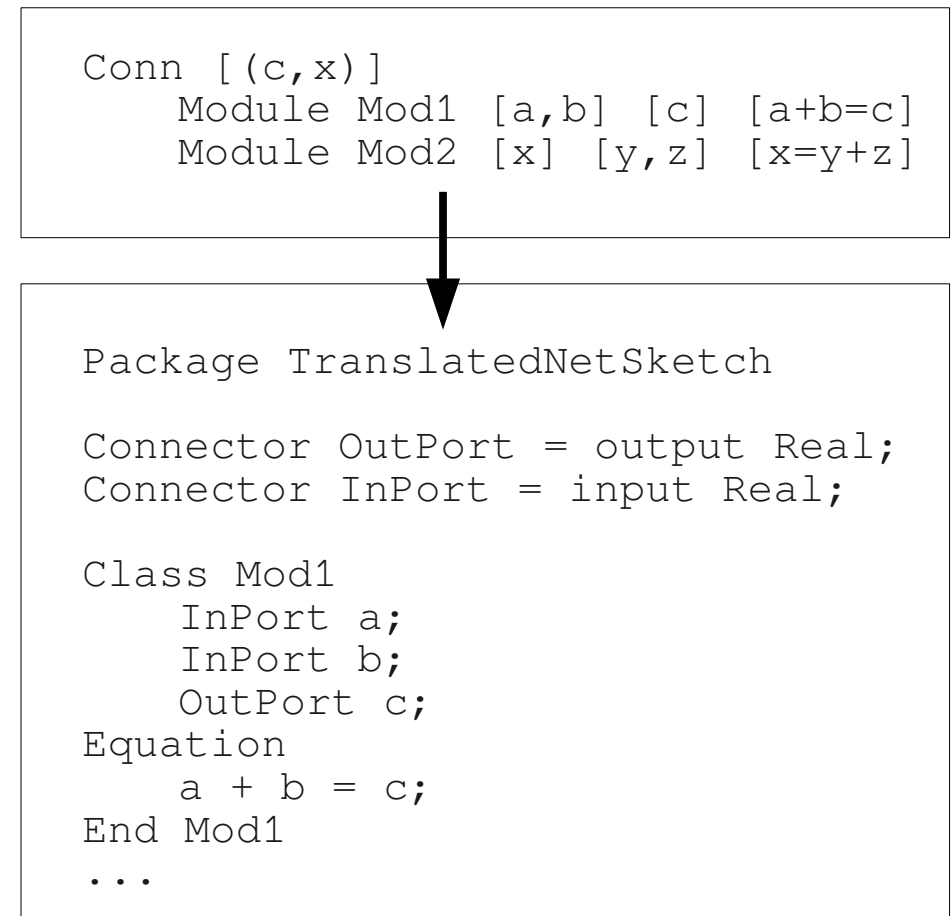 Conn [(c,x)]
Module Mod1 [a,b] [c] [a+b=c]
Module Mod2 [x] [y,z] [x=y+z]
Package TranslatedNetSketch
Connector OutPort = output Real;
Connector InPort = input Real;
Class Mod1
InPort a;
InPort b;
OutPort c;
Equation
a + b = c;
End Mod1
...